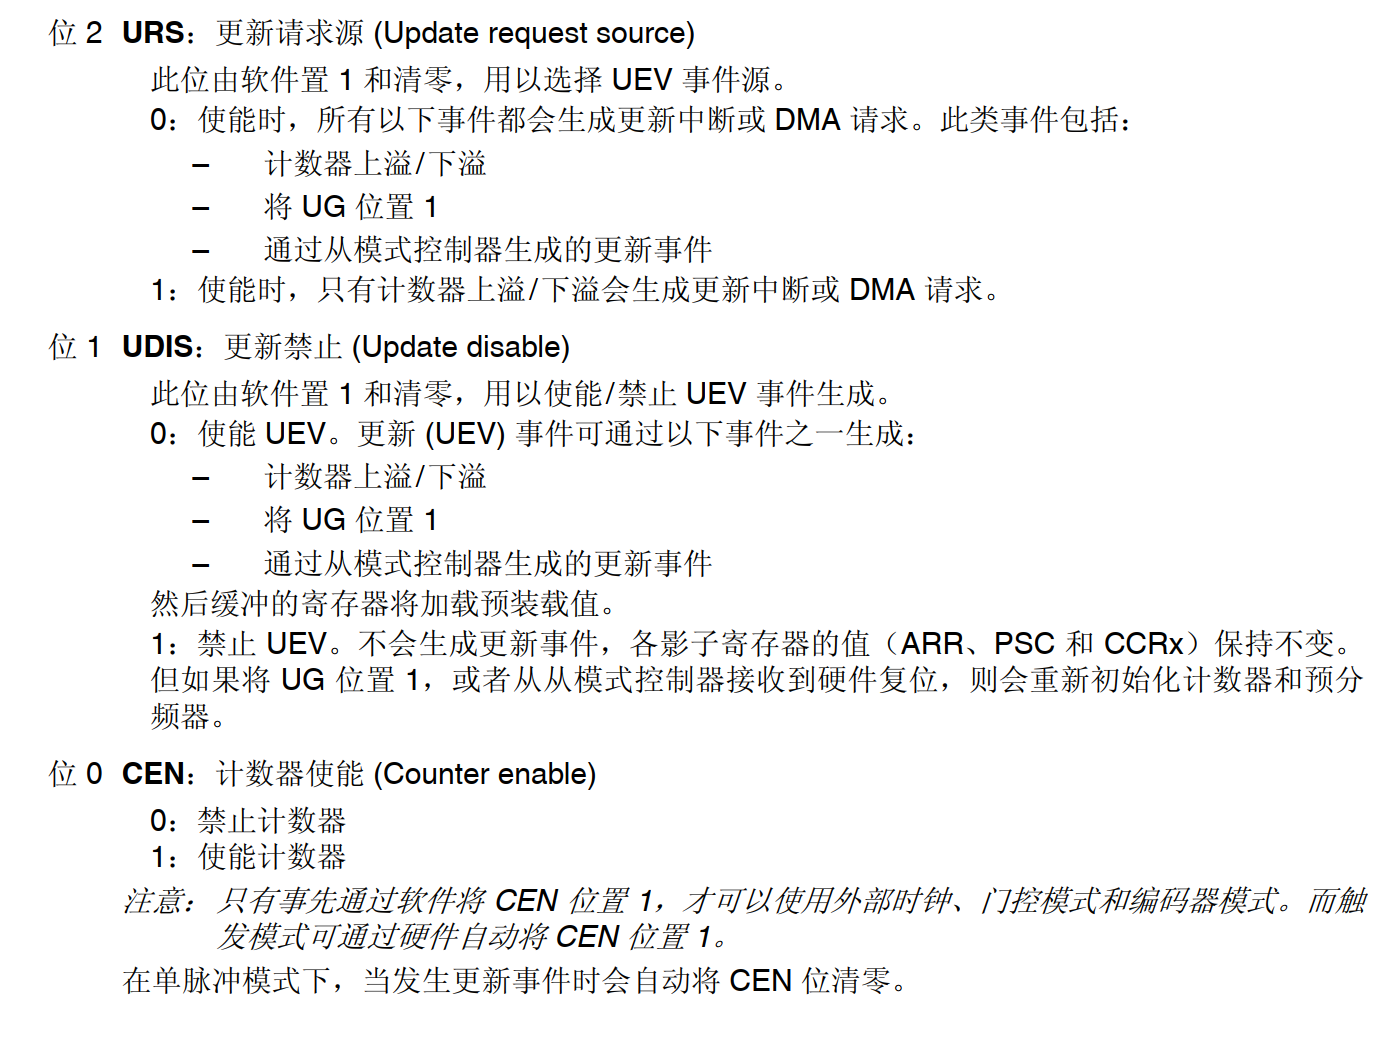 位 2 URS：更新请求源 (Update request source)
此位由软件置 1 和清零，用以选择 UEV 事件源。
0：使能时，所有以下事件都会生成更新中断或 DMA 请求。此类事件包括：
– 计数器上溢/下溢
– 将 UG 位置 1
– 通过从模式控制器生成的更新事件
1：使能时，只有计数器上溢/下溢会生成更新中断或 DMA 请求。
位 1 UDIS：更新禁止 (Update disable)
此位由软件置 1 和清零，用以使能/禁止 UEV 事件生成。
0：使能 UEV。更新 (UEV) 事件可通过以下事件之一生成：
– 计数器上溢/下溢
– 将 UG 位置 1
– 通过从模式控制器生成的更新事件
然后缓冲的寄存器将加载预装载值。
1：禁止 UEV。不会生成更新事件，各影子寄存器的值（ARR、PSC 和 CCRx）保持不变。
但如果将 UG 位置 1，或者从从模式控制器接收到硬件复位，则会重新初始化计数器和预分
频器。
位 0 CEN：计数器使能 (Counter enable)
0：禁止计数器
1：使能计数器
注意：只有事先通过软件将 CEN 位置 1，才可以使用外部时钟、门控模式和编码器模式。而触
发模式可通过硬件自动将 CEN 位置 1。
在单脉冲模式下，当发生更新事件时会自动将 CEN 位清零。